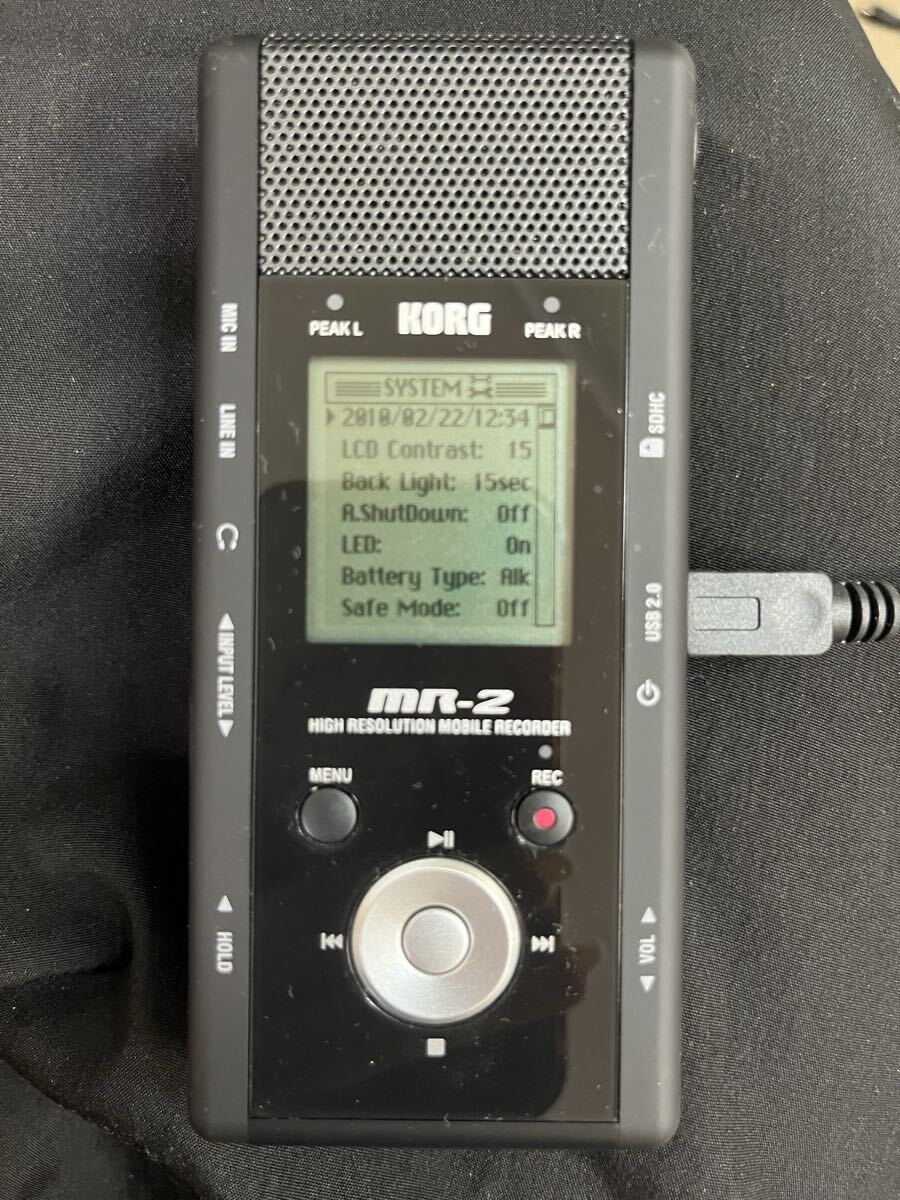 PEAK L
KORG
PEAK R
SYSTEM
2010/02/22/12:34
LCD Contrast: 15
Back Light: 15sec
A.ShutDown: Off
LED: On
Battery Type: Alk
Safe Mode: Off
MR-2
HIGH RESOLUTION MOBILE RECORDER
MENU
REC
MIC IN
LINE IN
INPUT LEVEL
HOLD
SDHC
USB 2.0
VOL